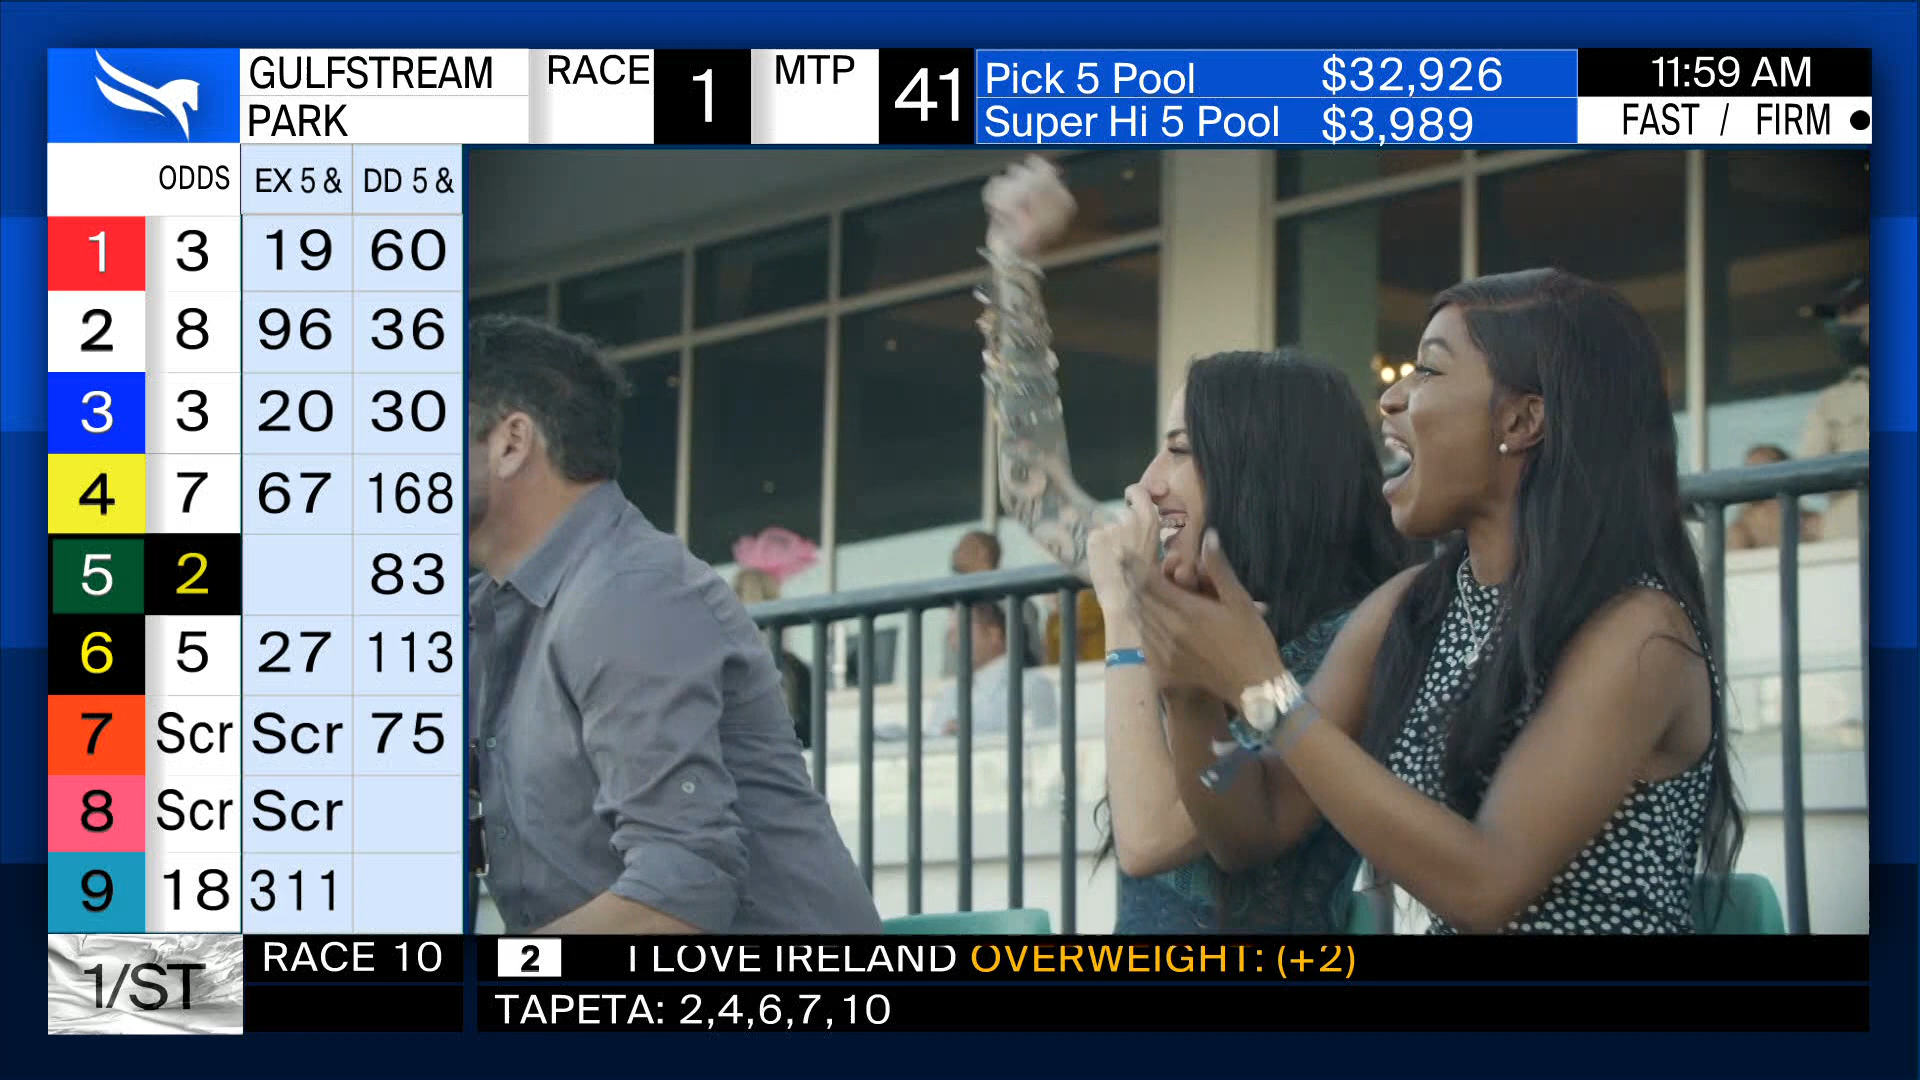 GULFSTREAM PARK RACE 1 MTP 41 Pick 5 Pool $32,926 11:59 AM
Super Hi 5 Pool $3,989 FAST / FIRM
ODDS EX 5 & DD 5 &
1 3 19 60
2 8 96 36
3 3 20 30
4 7 67 168
5 2 83
6 5 27 113
7 Scr Scr 75
8 Scr Scr
9 18 311
1/ST RACE 10 2 I LOVE IRELAND OVERWEIGHT: (+2)
TAPETA: 2,4,6,7,10